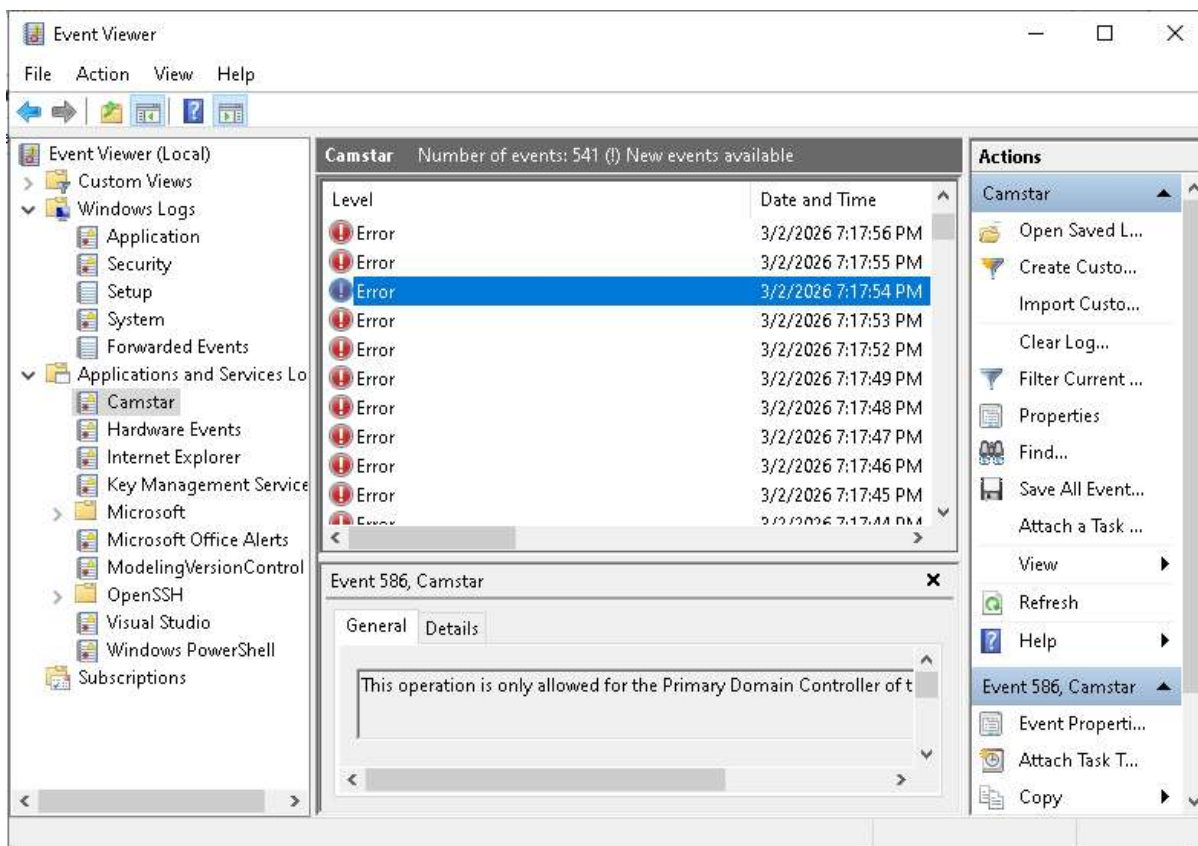 Event Viewer
File Action View Help
Event Viewer (Local)
Custom Views
Windows Logs
Application
Security
Setup
System
Forwarded Events
Applications and Services Lo
Camstar
Hardware Events
Internet Explorer
Key Management Service
Microsoft
Microsoft Office Alerts
ModelingVersionControl
OpenSSH
Visual Studio
Windows PowerShell
Subscriptions
Camstar Number of events: 541 (!) New events available
Level Date and Time
Error 3/2/2026 7:17:56 PM
Error 3/2/2026 7:17:55 PM
Error 3/2/2026 7:17:54 PM
Error 3/2/2026 7:17:53 PM
Error 3/2/2026 7:17:52 PM
Error 3/2/2026 7:17:49 PM
Error 3/2/2026 7:17:48 PM
Error 3/2/2026 7:17:47 PM
Error 3/2/2026 7:17:46 PM
Error 3/2/2026 7:17:45 PM
Error 3/2/2026 7:17:44 PM
Event 586, Camstar
General Details
This operation is only allowed for the Primary Domain Controller of t
Actions
Camstar
Open Saved L...
Create Custo...
Import Custo...
Clear Log...
Filter Current ...
Properties
Find...
Save All Event...
Attach a Task ...
View
Refresh
Help
Event 586, Camstar
Event Properti...
Attach Task T...
Copy